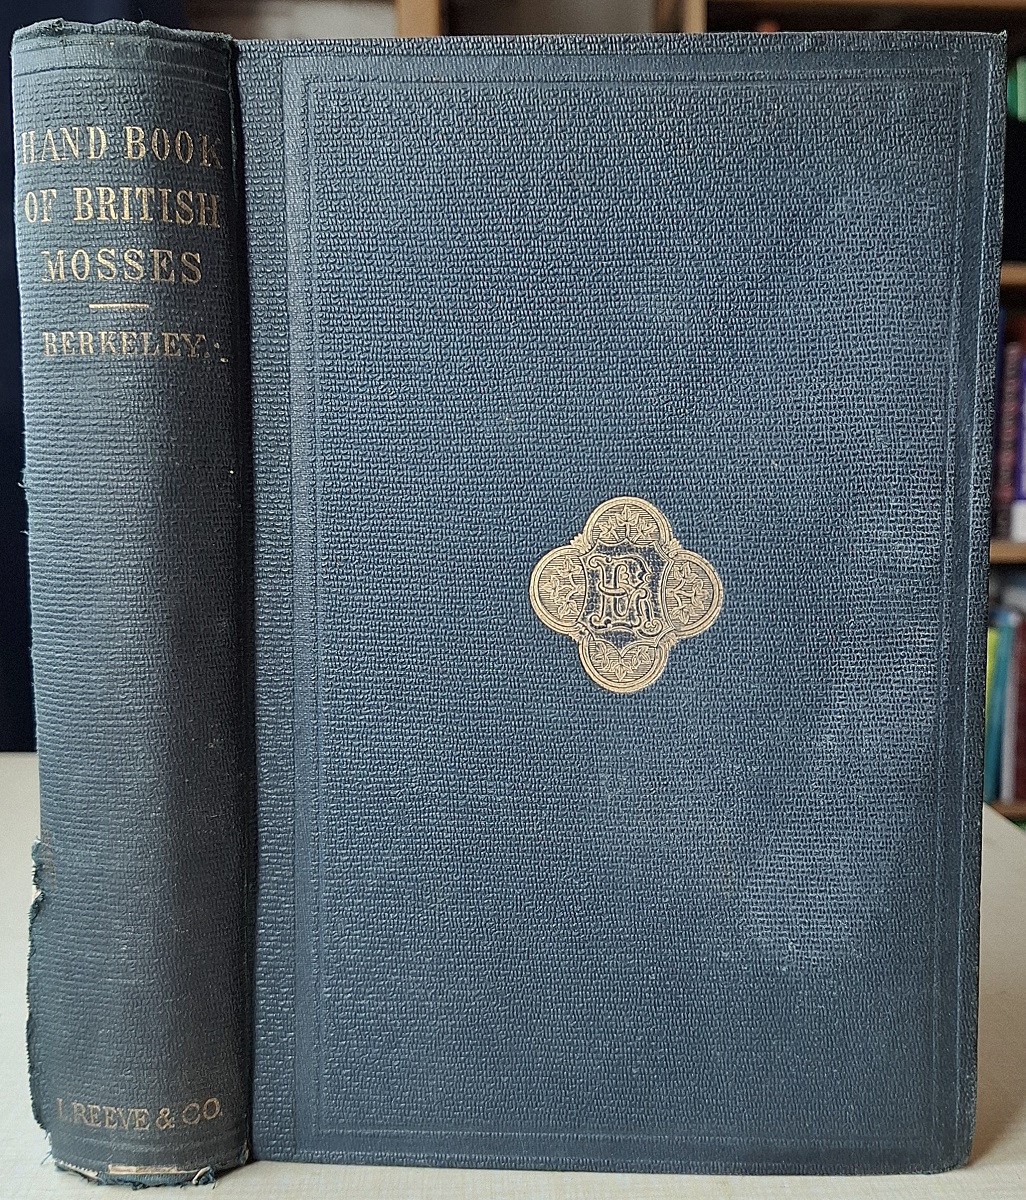 HAND BOOK
OF BRITISH
MOSSES
BERKELEY.
L REEVE & CO.